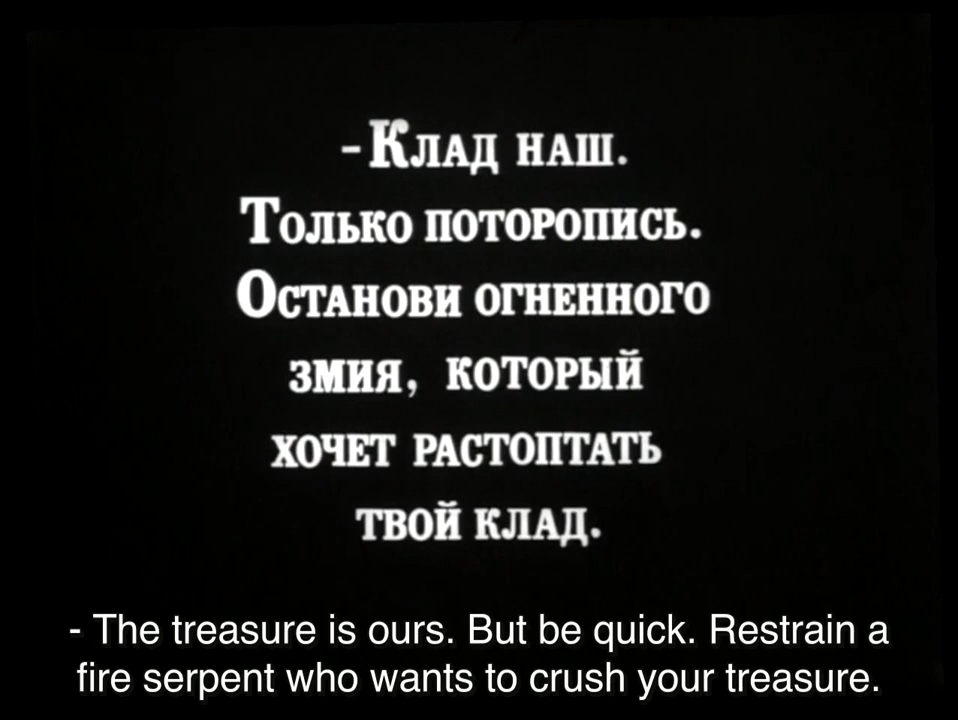 -Клад наш.
Только поторопись.
Останови огненного
змия, который
хочет растоптать
твой клад.
- The treasure is ours. But be quick. Restrain a
fire serpent who wants to crush your treasure.